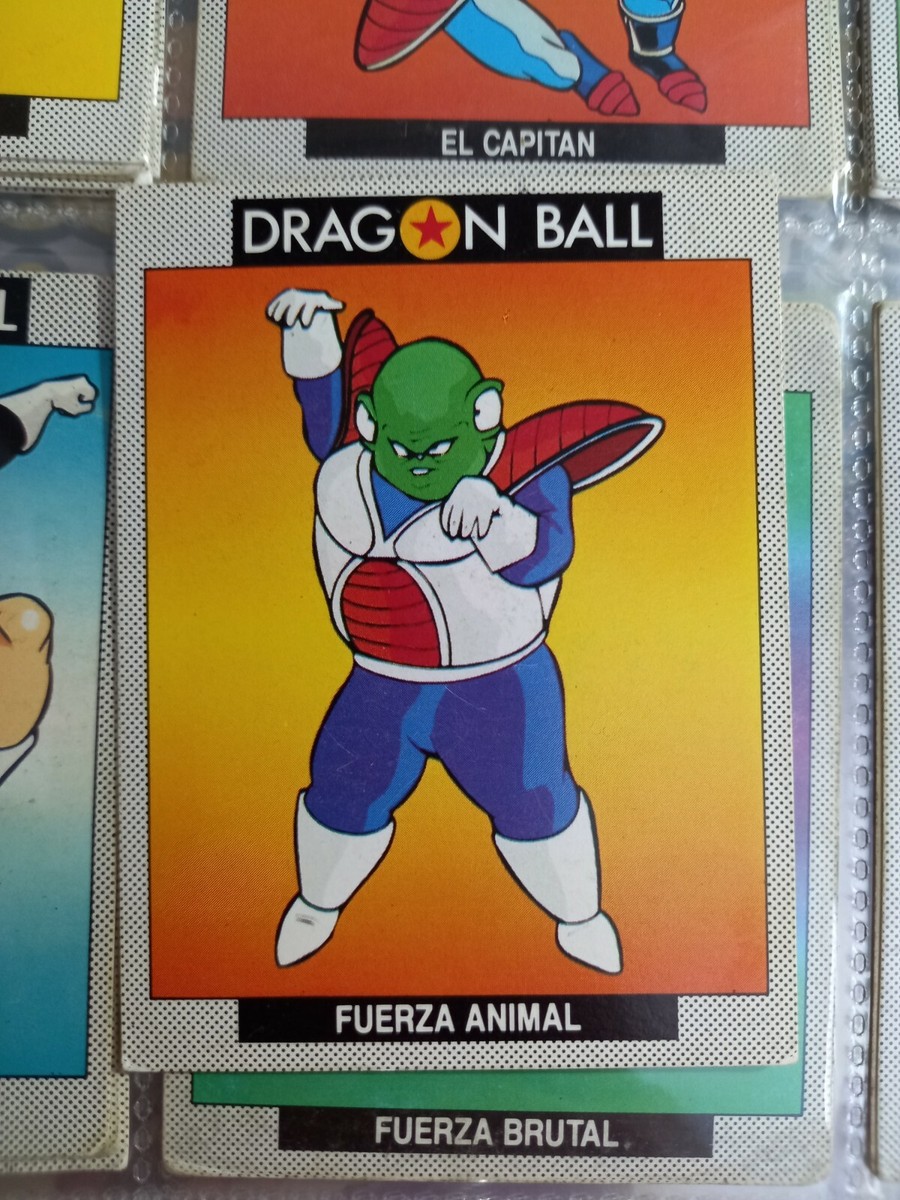 EL CAPITAN
DRAGON BALL
L
FUERZA ANIMAL
FUERZA BRUTAL